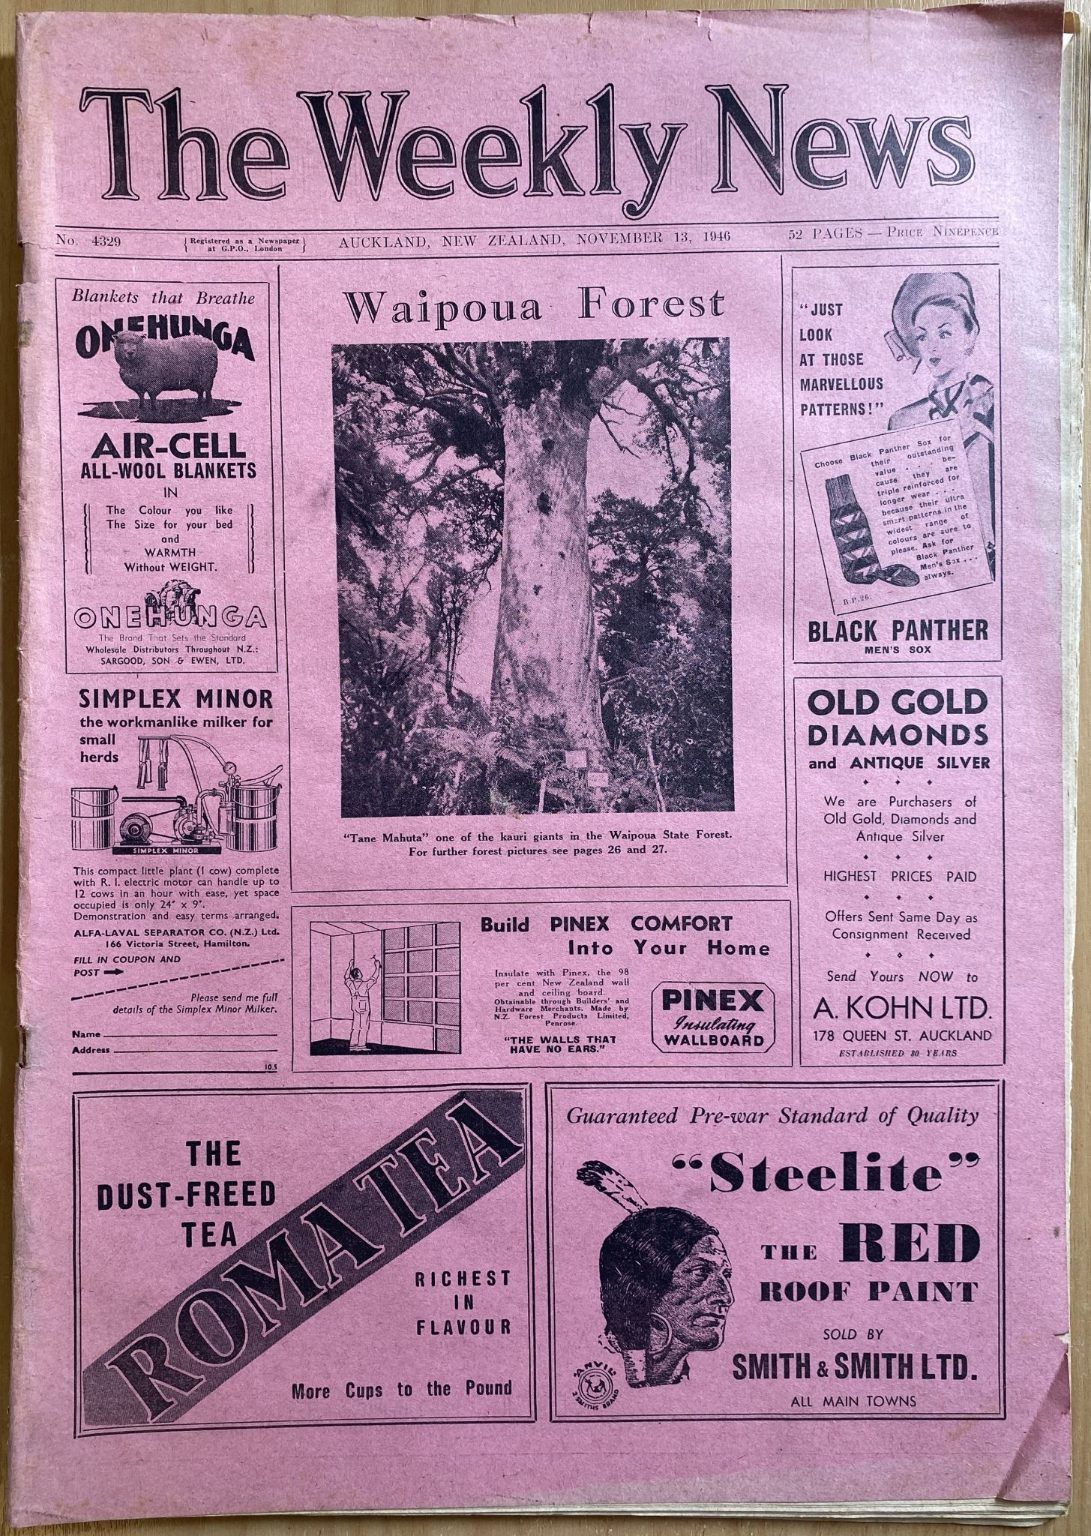 The Weekly News
No. 4329
Registered as a Newspaper
at G.P.O., London
AUCKLAND, NEW ZEALAND, NOVEMBER 13, 1946
52 PAGES — PRICE NINEPENCE
Blankets that Breathe
ONEHUNGA
AIR-CELL
ALL-WOOL BLANKETS
IN
The Colour you like
The Size for your bed
and
WARMTH
Without WEIGHT.
ONEHUNGA
The Brand That Sets the Standard
Wholesale Distributors Throughout N.Z.:
SARGOOD, SON & EWEN, LTD.
SIMPLEX MINOR
the workmanlike milker for
small
herds
SIMPLEX MINOR
This compact little plant (1 cow) complete
with R. I. electric motor can handle up to
12 cows in an hour with ease, yet space
occupied is only 24" x 9".
Demonstration and easy terms arranged.
ALFA-LAVAL SEPARATOR CO. (N.Z.) Ltd.
166 Victoria Street, Hamilton.
FILL IN COUPON AND
POST
Please send me full
details of the Simplex Minor Milker.
Name
Address
10.5
Waipoua Forest
"Tane Mahuta" one of the kauri giants in the Waipoua State Forest.
For further forest pictures see pages 26 and 27.
Build PINEX COMFORT
Into Your Home
Insulate with Pinex, the 98
per cent New Zealand wall
and ceiling board.
Obtainable through Builders' and
Hardware Merchants. Made by
N.Z. Forest Products Limited,
Penrose.
"THE WALLS THAT
HAVE NO EARS."
PINEX
Insulating
WALLBOARD
"JUST
LOOK
AT THOSE
MARVELLOUS
PATTERNS!"
Choose Black Panther Sox for
their outstanding
value . . . be-
cause they are
triple reinforced for
longer wear . . .
because their ultra
smart patterns in the
widest range of
colours are sure to
please. Ask for
Black Panther
Men's Sox . . .
always.
B.P.26
BLACK PANTHER
MEN'S SOX
OLD GOLD
DIAMONDS
and ANTIQUE SILVER
We are Purchasers of
Old Gold, Diamonds and
Antique Silver
HIGHEST PRICES PAID
Offers Sent Same Day as
Consignment Received
Send Yours NOW to
A. KOHN LTD.
178 QUEEN ST. AUCKLAND
ESTABLISHED 80 YEARS
THE
DUST-FREED
TEA
ROMA TEA
RICHEST
IN
FLAVOUR
More Cups to the Pound
Guaranteed Pre-war Standard of Quality
"Steelite"
THE RED
ROOF PAINT
SOLD BY
SMITH & SMITH LTD.
ALL MAIN TOWNS
ANVIL
2 SMITHS BRAND